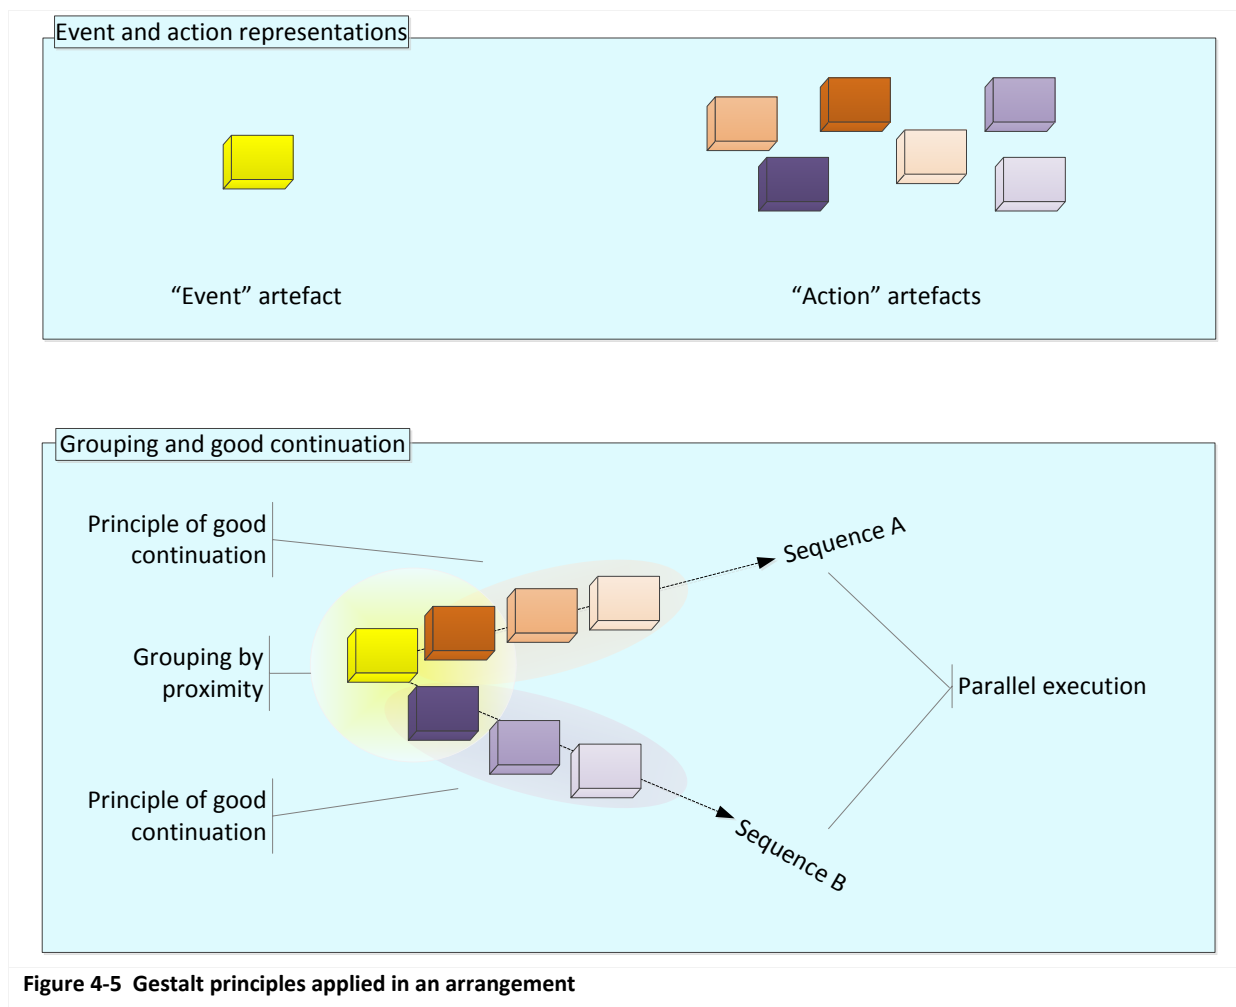 Event and action representations
“Event” artefact
“Action” artefacts
Grouping and good continuation
Principle of good
continuation
Sequence A
Grouping by
proximity
Parallel execution
Principle of good
continuation
Sequence B
Figure 4-5 Gestalt principles applied in an arrangement